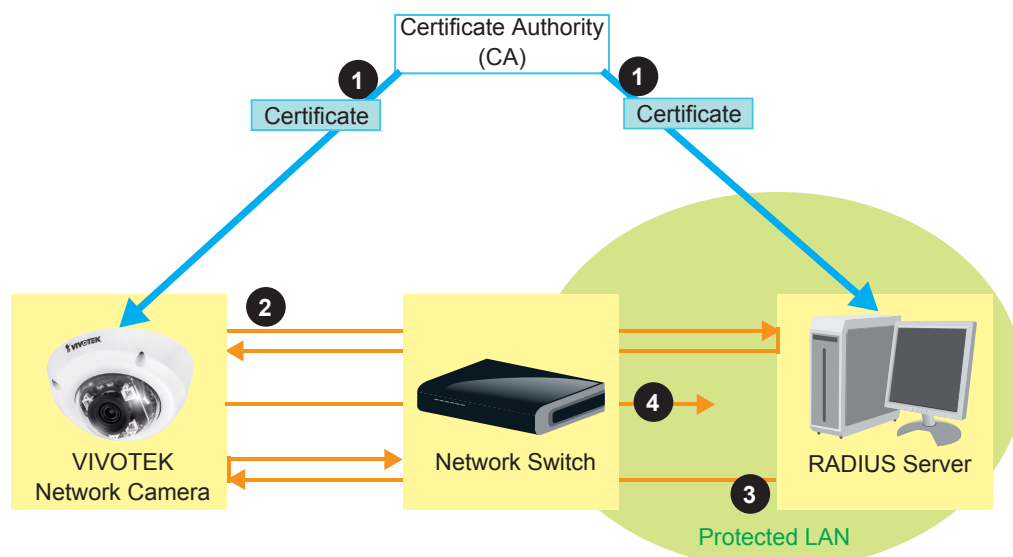 Certificate Authority
(CA)
1
1
Certificate
Certificate
2
VIVOTEK
4
VIVOTEK
Network Camera
Network Switch
RADIUS Server
3
Protected LAN